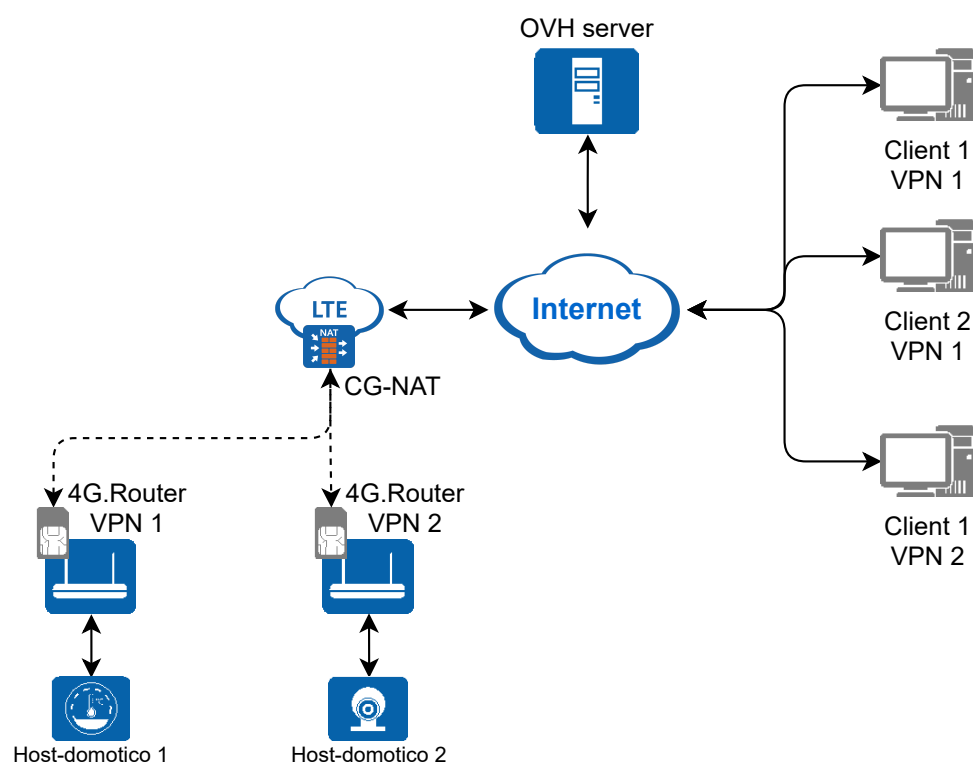 OVH server
Client 1
VPN 1
Client 2
VPN 1
Internet
LTE
NAT
CG-NAT
4G.Router
VPN 1
4G.Router
VPN 2
Client 1
VPN 2
°C
Host-domotico 1
Host-domotico 2